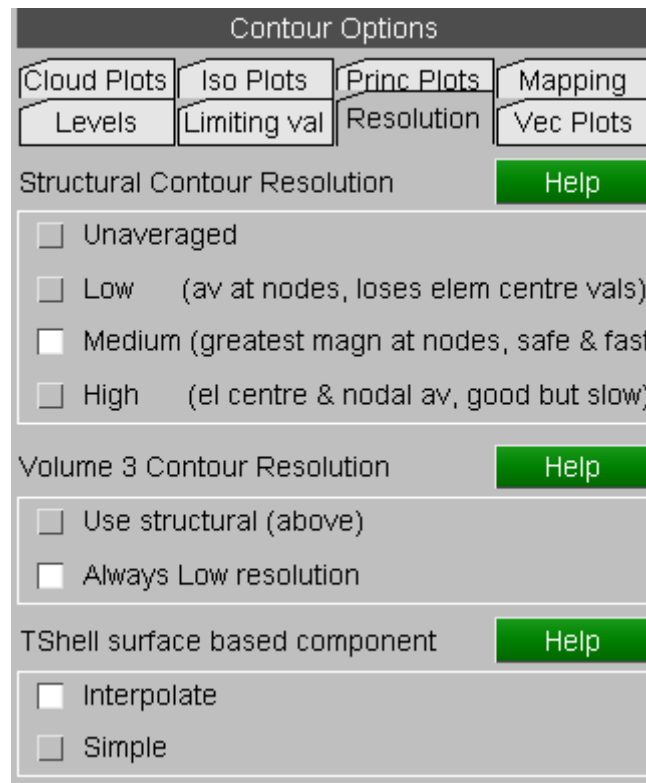 Contour Options
Cloud Plots Iso Plots Princ Plots Mapping
Levels Limiting val Resolution Vec Plots
Structural Contour Resolution Help
Unaveraged
Low (av at nodes, loses elem centre vals)
Medium (greatest magn at nodes, safe & fast
High (el centre & nodal av, good but slow)
Volume 3 Contour Resolution Help
Use structural (above)
Always Low resolution
TShell surface based component Help
Interpolate
Simple